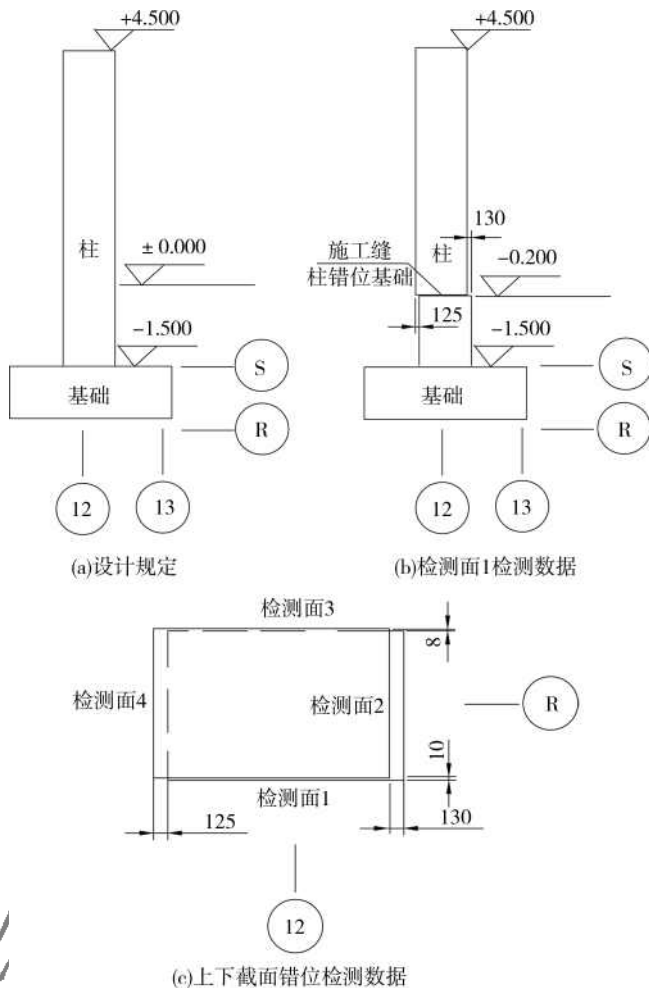 +4.500
柱
±0.000
-1.500
基础
S
R
12
13
(a)设计规定
+4.500
130
施工缝
柱
柱错位基础
-0.200
125
-1.500
基础
S
R
12
13
(b)检测面1检测数据
检测面3
8
检测面4
检测面2
R
10
检测面1
125
130
12
(c)上下截面错位检测数据